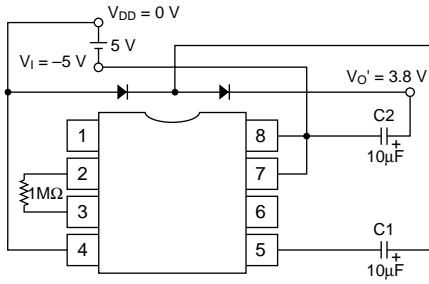 V_DD = 0 V
5 V
V_I = –5 V
V_O' = 3.8 V
1
8
C2
+
10μF
2
7
1MΩ
3
6
C1
4
5
+
10μF